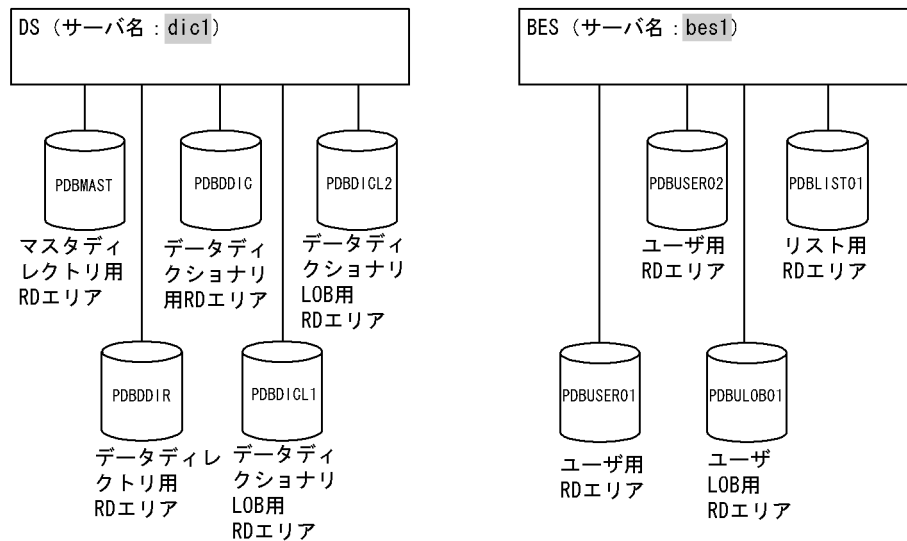 DS（サーバ名：dic1）
BES（サーバ名：bes1）
PDBMAST
マスタディ
レクトリ用
RDエリア
PDBDDIC
データディ
クショナリ
用RDエリア
PDBDICL2
データディ
クショナリ
LOB用
RDエリア
PDBUSER02
ユーザ用
RDエリア
PDBLIST01
リスト用
RDエリア
PDBDDIR
データディレ
クトリ用
RDエリア
PDBDICL1
データディ
クショナリ
LOB用
RDエリア
PDBUSER01
ユーザ用
RDエリア
PDBULOB01
ユーザ
LOB用
RDエリア